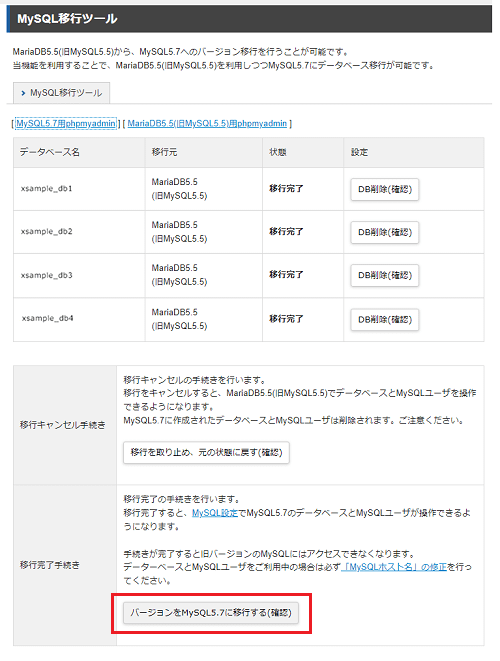 MySQL移行ツール
MariaDB5.5(旧MySQL5.5)から、MySQL5.7へのバージョン移行を行うことが可能です。
当機能を利用することで、MariaDB5.5(旧MySQL5.5)を利用しつつMySQL5.7にデータベース移行が可能です。
MySQL移行ツール
[ MySQL5.7用phpmyadmin ] [ MariaDB5.5(旧MySQL5.5)用phpmyadmin ]
データベース名 移行元 状態 設定
xsample_db1 MariaDB5.5 移行完了 DB削除(確認)
(旧MySQL5.5)
xsample_db2 MariaDB5.5 移行完了 DB削除(確認)
(旧MySQL5.5)
xsample_db3 MariaDB5.5 移行完了 DB削除(確認)
(旧MySQL5.5)
xsample_db4 MariaDB5.5 移行完了 DB削除(確認)
(旧MySQL5.5)
移行キャンセル手続き
移行キャンセルの手続きを行います。
移行をキャンセルすると、MariaDB5.5(旧MySQL5.5)でデータベースとMySQLユーザを操作
できるようになります。
MySQL5.7に作成されたデータベースとMySQLユーザは削除されます。ご注意ください。
移行を取り止め、元の状態に戻す(確認)
移行完了手続き
移行完了の手続きを行います。
移行完了すると、MySQL設定でMySQL5.7のデータベースとMySQLユーザが操作できるよ
うになります。
手続きが完了すると旧バージョンのMySQLにはアクセスできなくなります。
データーベースとMySQLユーザをご利用中の場合は必ず「MySQLホスト名」の修正を行っ
てください。
バージョンをMySQL5.7に移行する(確認)